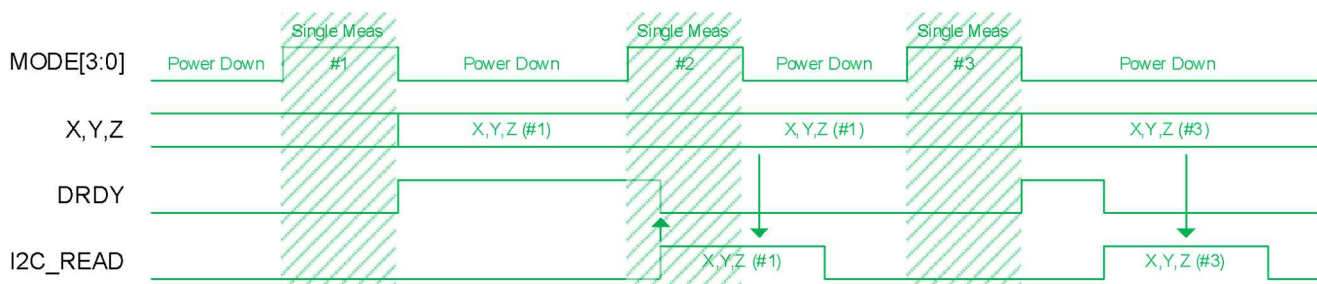 Single Meas Single Meas Single Meas
MODE[3:0] Power Down #1 Power Down #2 Power Down #3 Power Down
X,Y,Z X,Y,Z (#1) X,Y,Z (#1) X,Y,Z (#3)
DRDY
I2C_READ X,Y,Z (#1) X,Y,Z (#3)